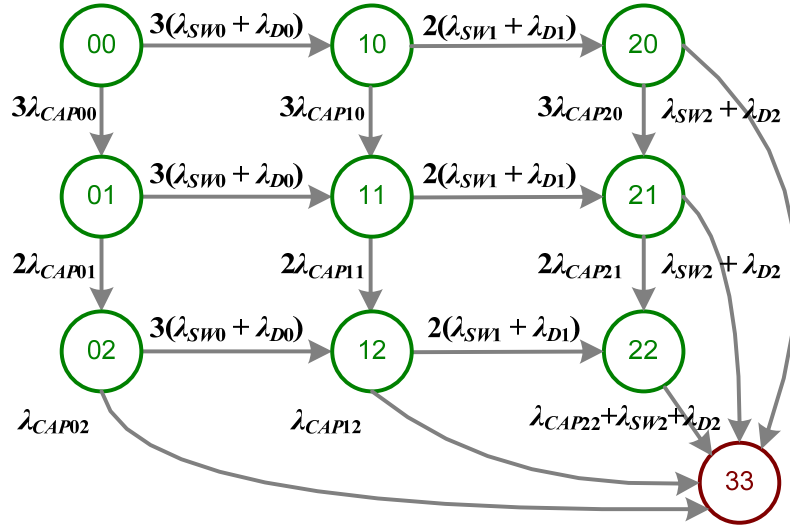 3(λSW0 + λD0) 2(λSW1 + λD1)
00 10 20
3λCAP00 3λCAP10 3λCAP20 λSW2 + λD2
3(λSW0 + λD0) 2(λSW1 + λD1)
01 11 21
2λCAP01 2λCAP11 2λCAP21 λSW2 + λD2
3(λSW0 + λD0) 2(λSW1 + λD1)
02 12 22
λCAP02 λCAP12 λCAP22+λSW2+λD2
33